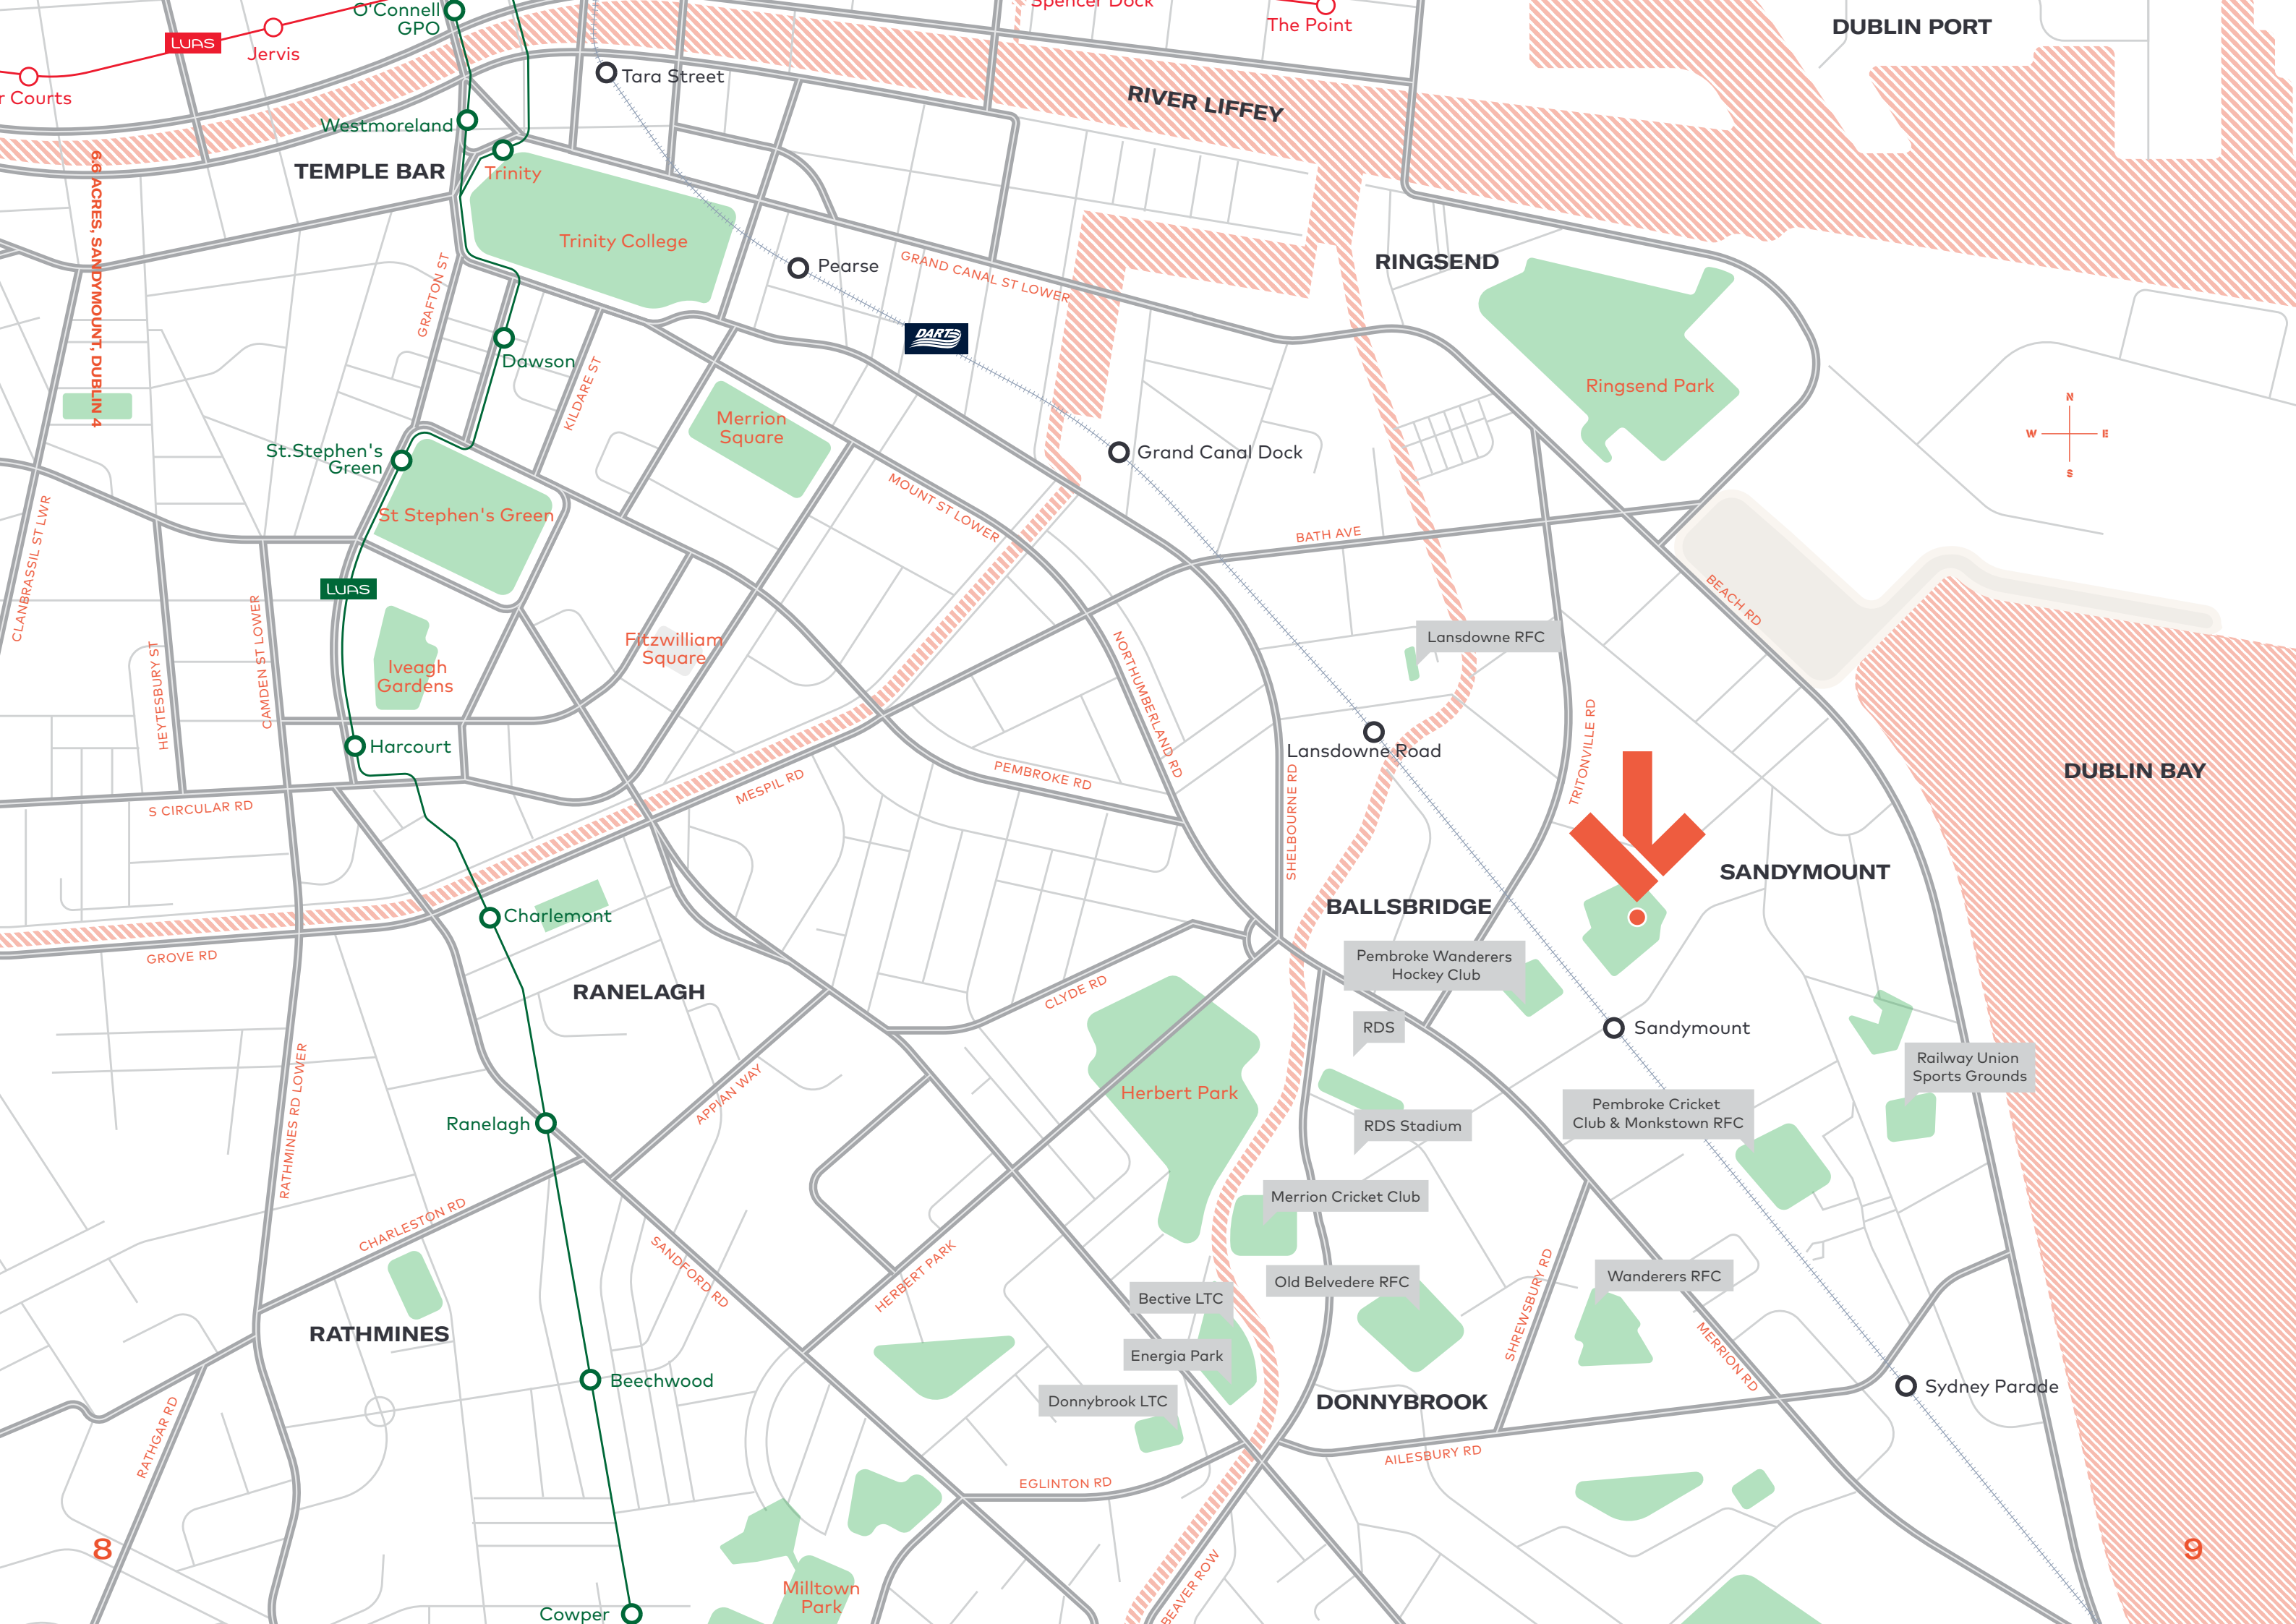 O'Connell
GPO
LUAS
Jervis
r Courts
Spencer Dock
The Point
DUBLIN PORT
Tara Street
RIVER LIFFEY
Westmoreland
TEMPLE BAR
Trinity
Trinity College
6.6 ACRES, SANDYMOUNT, DUBLIN 4
Pearse
GRAND CANAL ST LOWER
RINGSEND
GRAFTON ST
DART
Dawson
KILDARE ST
Merrion
Square
Ringsend Park
N
W
E
S
St.Stephen's
Green
Grand Canal Dock
St Stephen's Green
MOUNT ST LOWER
BATH AVE
CLANBRASSIL ST LWR
LUAS
BEACH RD
HEYTESBURY ST
CAMDEN ST LOWER
Iveagh
Gardens
Fitzwilliam
Square
NORTHUMBERLAND RD
Lansdowne RFC
Harcourt
Lansdowne Road
TRITONVILLE RD
DUBLIN BAY
S CIRCULAR RD
MESPIL RD
PEMBROKE RD
SHELBOURNE RD
SANDYMOUNT
BALLSBRIDGE
Charlemont
GROVE RD
Pembroke Wanderers
Hockey Club
RANELAGH
CLYDE RD
RDS
Sandymount
Railway Union
Sports Grounds
RATHMINES RD LOWER
APPIAN WAY
Herbert Park
Pembroke Cricket
Club & Monkstown RFC
Ranelagh
RDS Stadium
Merrion Cricket Club
CHARLESTON RD
SANDFORD RD
HERBERT PARK
Old Belvedere RFC
Wanderers RFC
Bective LTC
SHREWSBURY RD
RATHMINES
Energia Park
MERRION RD
Beechwood
Donnybrook LTC
DONNYBROOK
Sydney Parade
RATHGAR RD
AILESBURY RD
EGLINTON RD
8
9
Milltown
Park
BEAVER ROW
Cowper